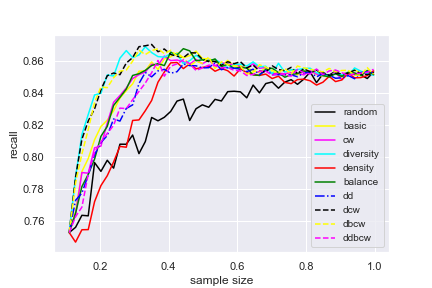 0.86
0.84
0.82
0.80
0.78
0.76
recall
random
basic
cw
diversity
density
balance
dd
dcw
dbcw
ddbcw
0.2 0.4 0.6 0.8 1.0
sample size